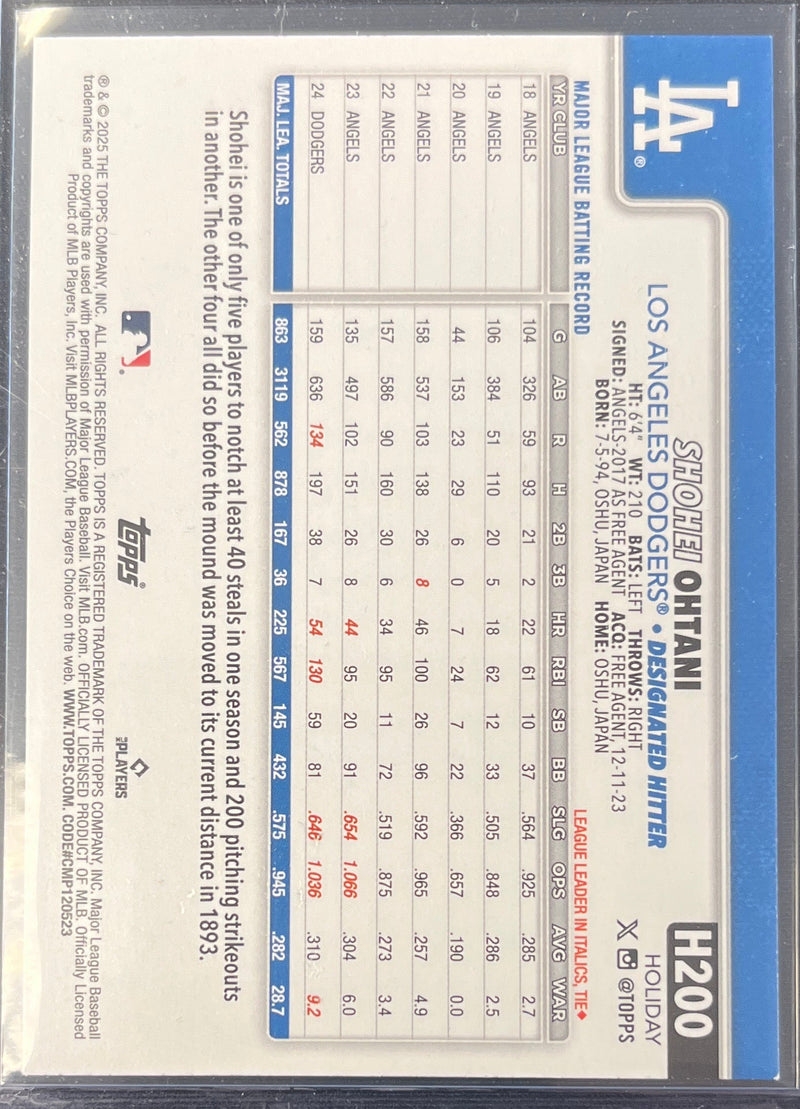 LA®
H200
HOLIDAY
@TOPPS
SHOHEI OHTANI
LOS ANGELES DODGERS® • DESIGNATED HITTER
HT: 6'4" WT: 210 BATS: LEFT THROWS: RIGHT
SIGNED: ANGELS-2017 AS FREE AGENT ACQ: FREE AGENT, 12-11-23
BORN: 7-5-94, OSHU, JAPAN HOME: OSHU, JAPAN
MAJOR LEAGUE BATTING RECORD LEAGUE LEADER IN ITALICS, TIE♦
YR CLUB G AB R H 2B 3B HR RBI SB BB SLG OPS AVG WAR
18 ANGELS 104 326 59 93 21 2 22 61 10 37 .564 .925 .285 2.7
19 ANGELS 106 384 51 110 20 5 18 62 12 33 .505 .848 .286 2.5
20 ANGELS 44 153 23 29 6 0 7 24 7 22 .366 .657 .190 0.0
21 ANGELS 158 537 103 138 26 8 46 100 26 96 .592 .965 .257 4.9
22 ANGELS 157 586 90 160 30 6 34 95 11 72 .519 .875 .273 3.4
23 ANGELS 135 497 102 151 26 8 44 95 20 91 .654 1.066 .304 6.0
24 DODGERS 159 636 134 197 38 7 54 130 59 81 .646 1.036 .310 9.2
MAJ. LEA. TOTALS 863 3119 562 878 167 36 225 567 145 432 .575 .945 .282 28.7
Shohei is one of only five players to notch at least 40 steals in one season and 200 pitching strikeouts
in another. The other four all did so before the mound was moved to its current distance in 1893.
topps®
PLAYERS
® & © 2025 THE TOPPS COMPANY, INC. ALL RIGHTS RESERVED. TOPPS IS A REGISTERED TRADEMARK OF THE TOPPS COMPANY, INC. Major League Baseball
trademarks and copyrights are used with permission of Major League Baseball. Visit MLB.com. OFFICIALLY LICENSED PRODUCT OF MLB. Officially Licensed
Product of MLB Players, Inc. Visit MLBPLAYERS.COM, the Players Choice on the web. WWW.TOPPS.COM. CODE#CMP120523